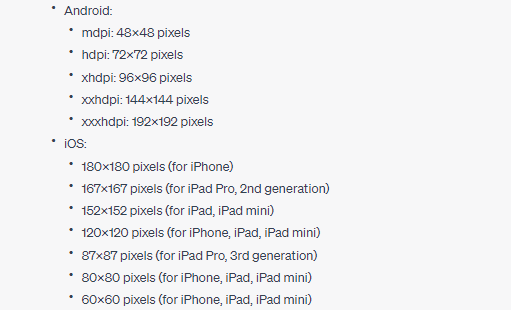 Android:
mdpi: 48×48 pixels
hdpi: 72×72 pixels
xhdpi: 96×96 pixels
xxhdpi: 144×144 pixels
xxxhdpi: 192×192 pixels
iOS:
180×180 pixels (for iPhone)
167×167 pixels (for iPad Pro, 2nd generation)
152×152 pixels (for iPad, iPad mini)
120×120 pixels (for iPhone, iPad, iPad mini)
87×87 pixels (for iPad Pro, 3rd generation)
80×80 pixels (for iPhone, iPad, iPad mini)
60×60 pixels (for iPhone, iPad, iPad mini)